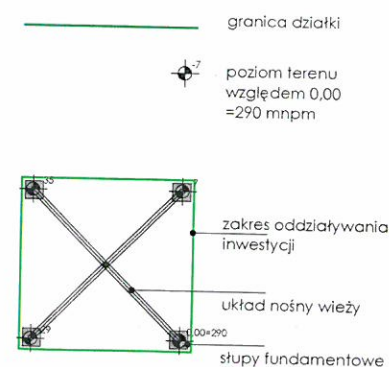 granica działki
-7
poziom terenu
względem 0,00
=290 mnpm
-35
zakres oddziaływania
inwestycji
układ nośny wieży
-29
0,00=290
słupy fundamentowe